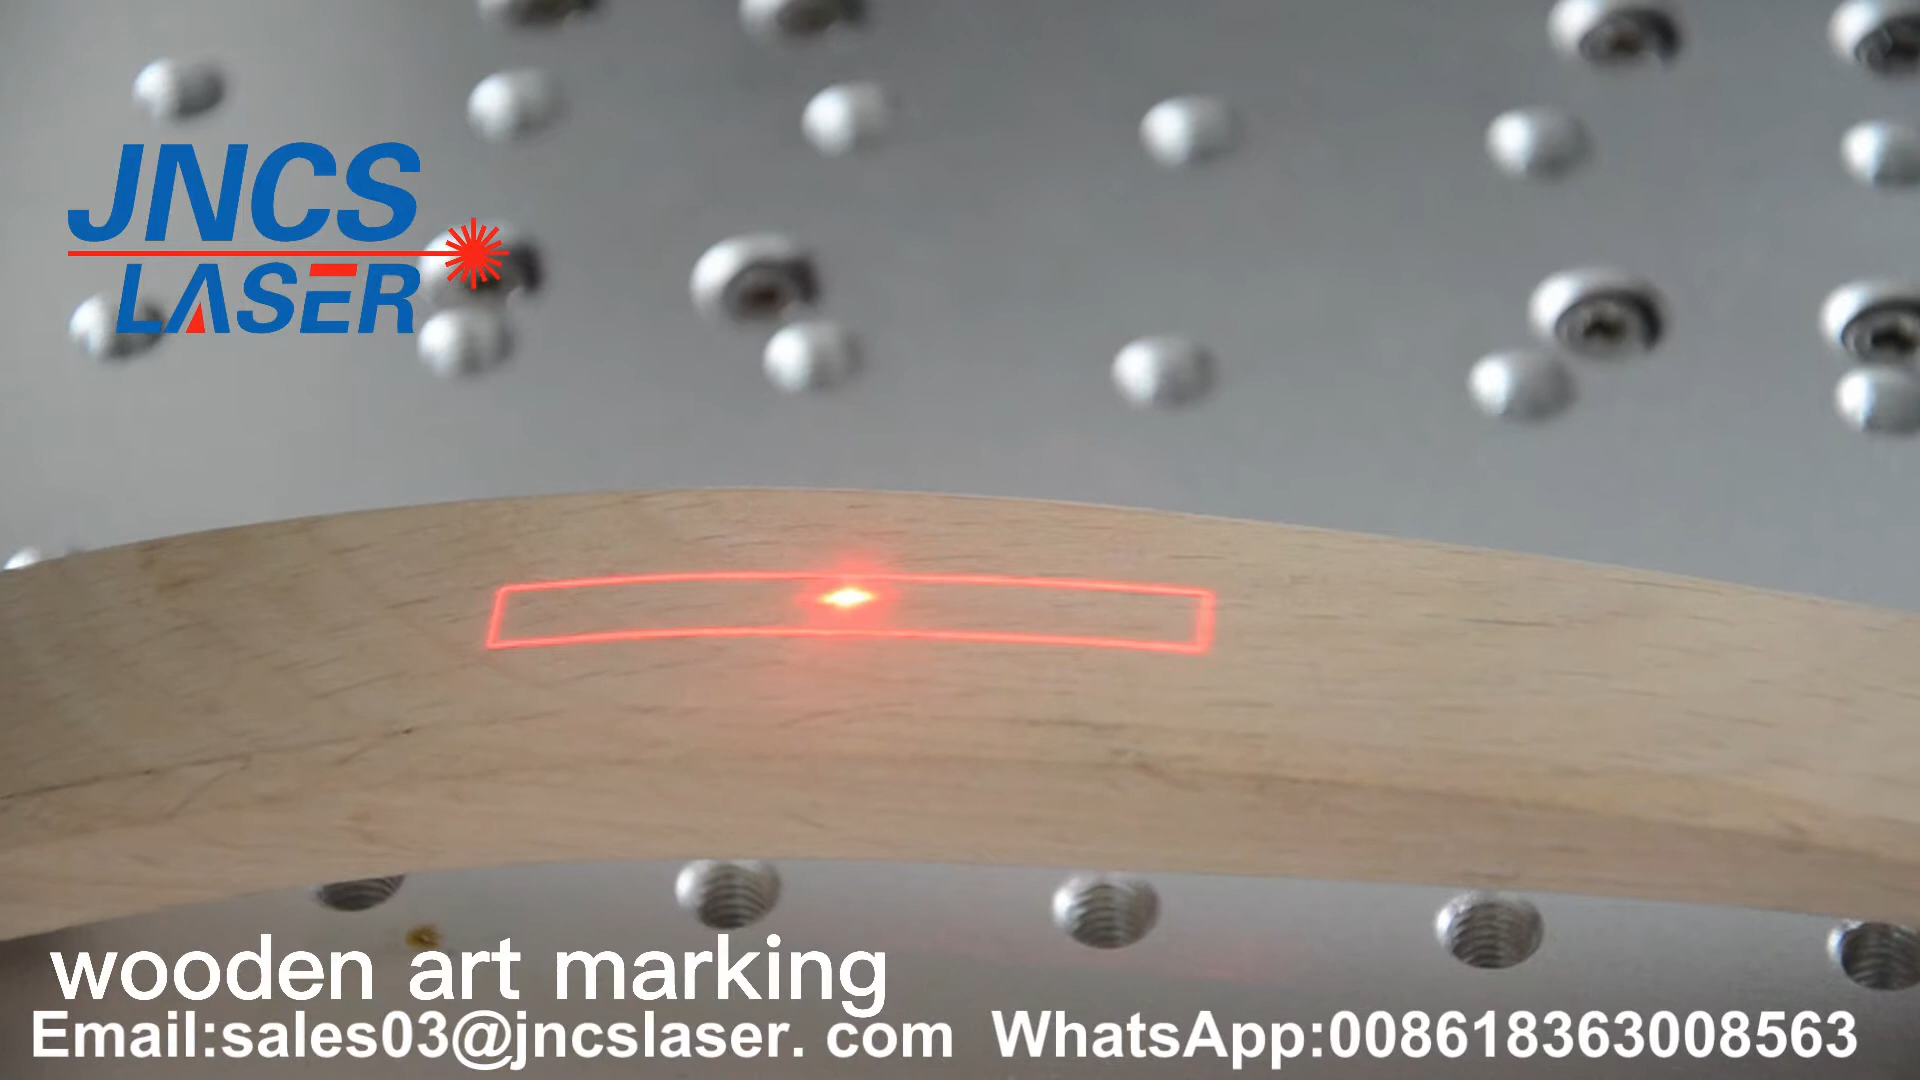 JNCS
LASER
wooden art marking
Email:sales03@jncslaser. com WhatsApp:008618363008563